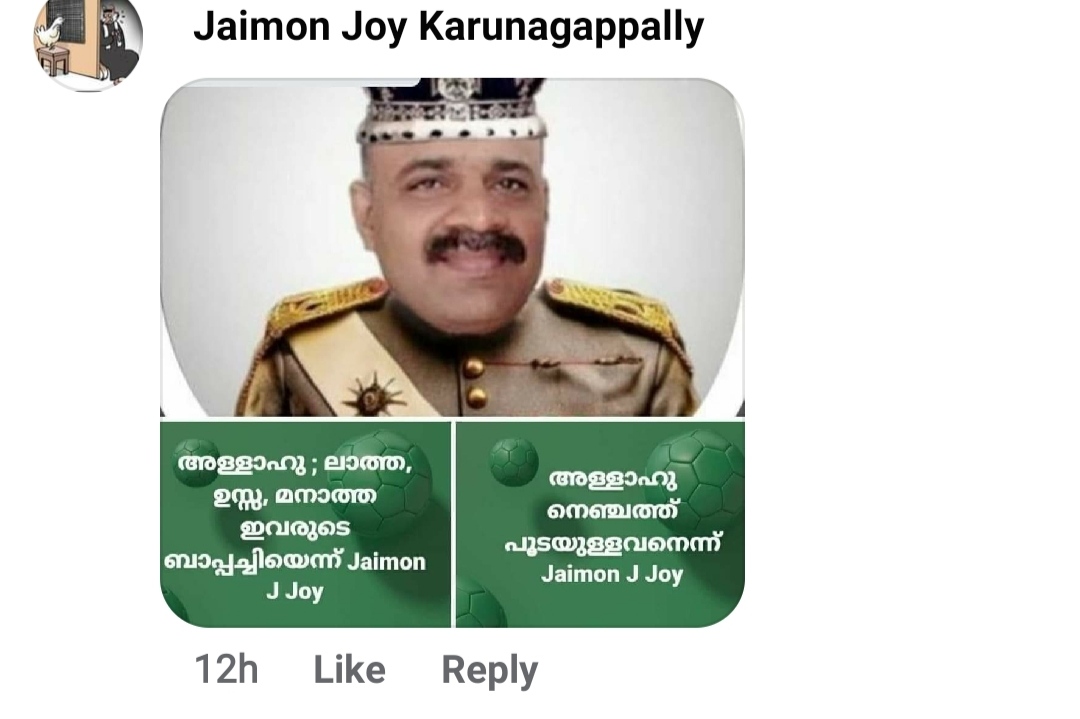 Jaimon Joy Karunagappally
അള്ളാഹു ; ലാത്ത,
ഉസ്സ, മനാത്ത
ഇവരുടെ
ബാപ്പച്ചിയെന്ന് Jaimon
J Joy
അള്ളാഹു
നെഞ്ചത്ത്
പൂടയുള്ളവനെന്ന്
Jaimon J Joy
12h Like Reply